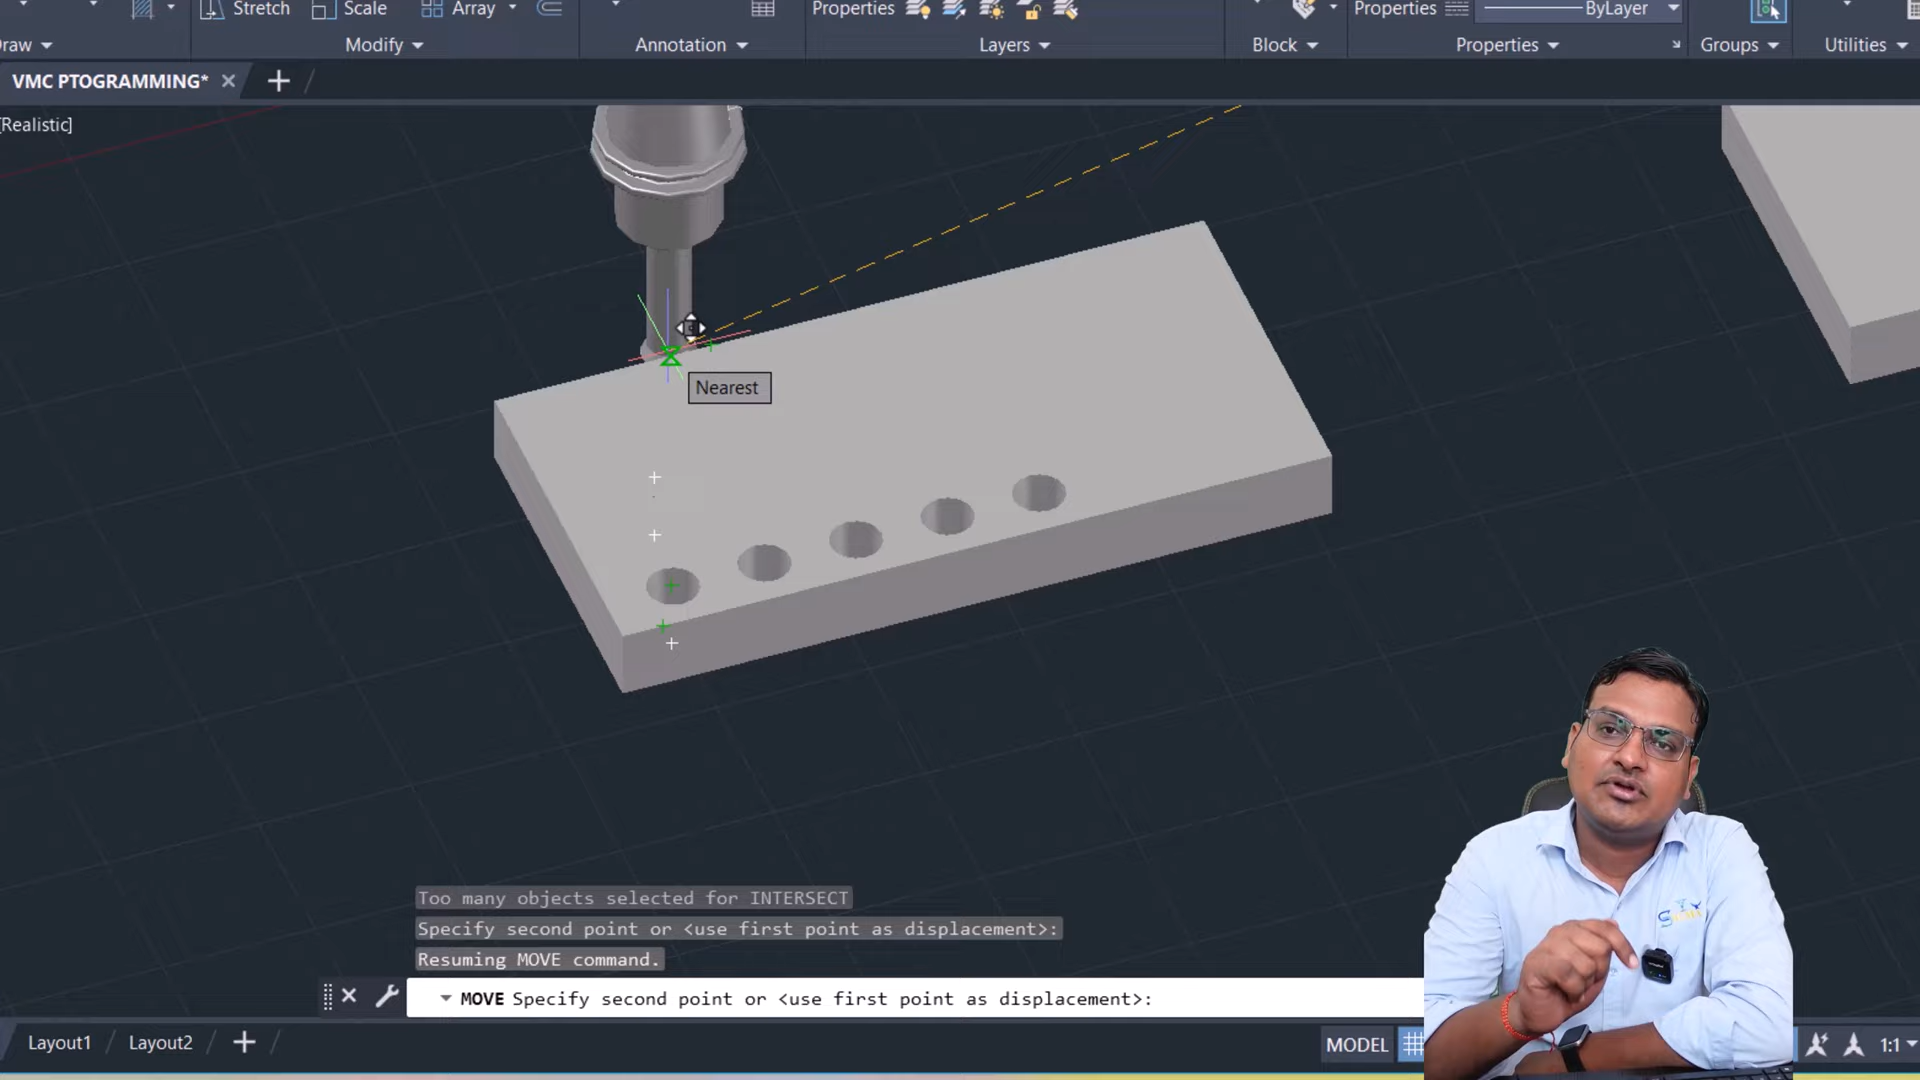 Stretch Scale Array Properties Properties ByLayer
raw Modify Annotation Layers Block Properties Groups Utilities
VMC PTOGRAMMING*
[Realistic]
Nearest
Too many objects selected for INTERSECT
Specify second point or <use first point as displacement>:
Resuming MOVE command.
MOVE Specify second point or <use first point as displacement>:
Layout1 Layout2 MODEL 1:1